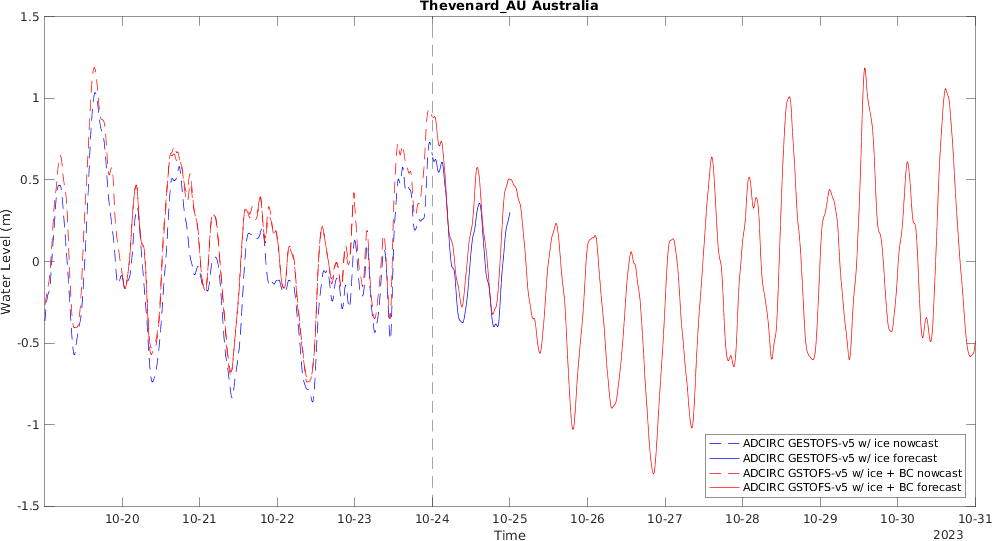 Thevenard_AU Australia
1.5
1
0.5
0
-0.5
-1
-1.5
Water Level (m)
ADCIRC GESTOFS-v5 w/ ice nowcast
ADCIRC GESTOFS-v5 w/ ice forecast
ADCIRC GSTOFS-v5 w/ ice + BC nowcast
ADCIRC GSTOFS-v5 w/ ice + BC forecast
10-20 10-21 10-22 10-23 10-24 10-25 10-26 10-27 10-28 10-29 10-30 10-31
Time
2023